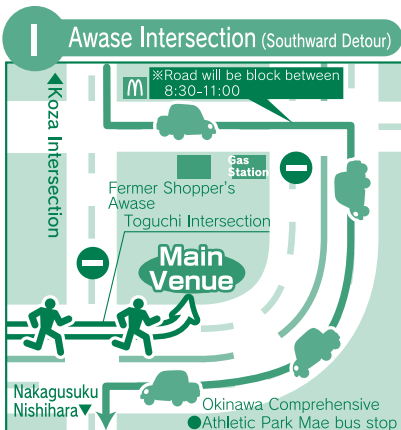 1 Awase Intersection (Southward Detour)
▲Koza Intersection
※Road will be block between
8:30-11:00
Gas
Station
Fermer Shopper's
Awase
Toguchi Intersection
Main
Venue
Nakagusuku
Nishihara▼
Okinawa Comprehensive
●Athletic Park Mae bus stop